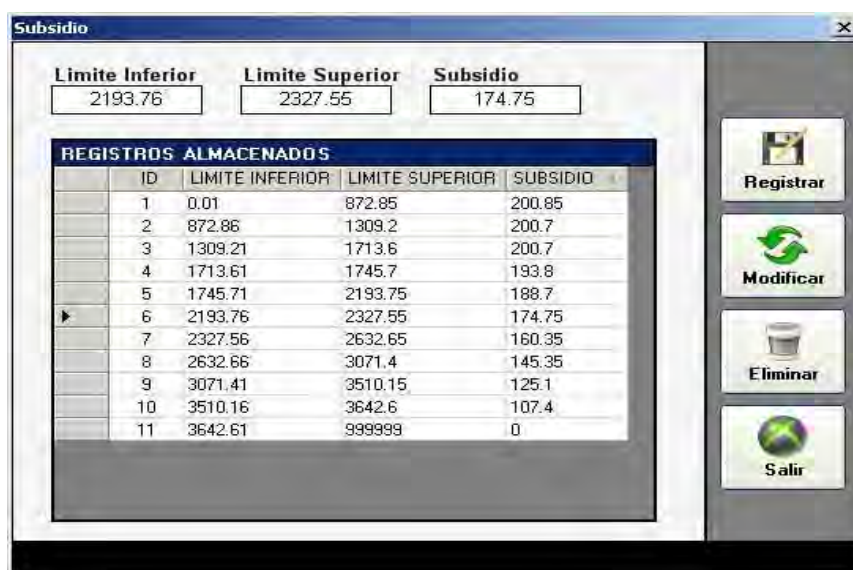 Subsidio
Limite Inferior Limite Superior Subsidio
2193.76 2327.55 174.75
REGISTROS ALMACENADOS
ID LIMITE INFERIOR LIMITE SUPERIOR SUBSIDIO
1 0.01 872.85 200.85
2 872.86 1309.2 200.7
3 1309.21 1713.6 200.7
4 1713.61 1745.7 193.8
5 1745.71 2193.75 188.7
6 2193.76 2327.55 174.75
7 2327.56 2632.65 160.35
8 2632.66 3071.4 145.35
9 3071.41 3510.15 125.1
10 3510.16 3642.6 107.4
11 3642.61 999999 0
Registrar
Modificar
Eliminar
Salir